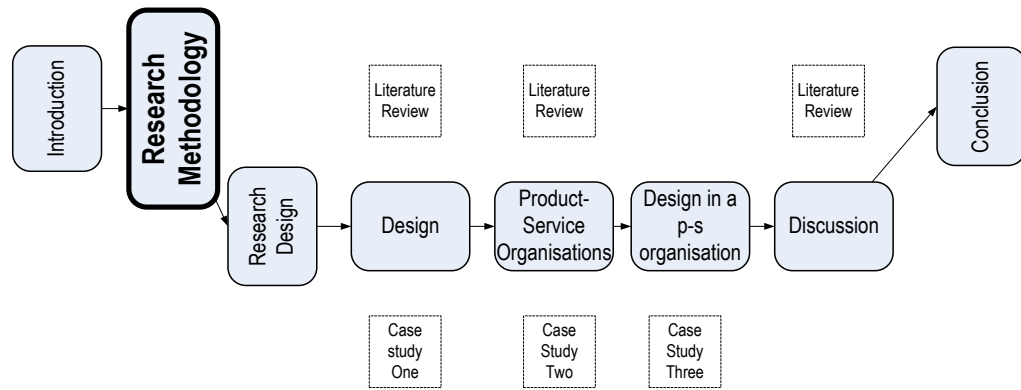 Introduction
Research
Methodology
Research
Design
Literature
Review
Design
Case
study
One
Literature
Review
Product-
Service
Organisations
Case
Study
Two
Design in a
p-s
organisation
Case
Study
Three
Literature
Review
Discussion
Conclusion